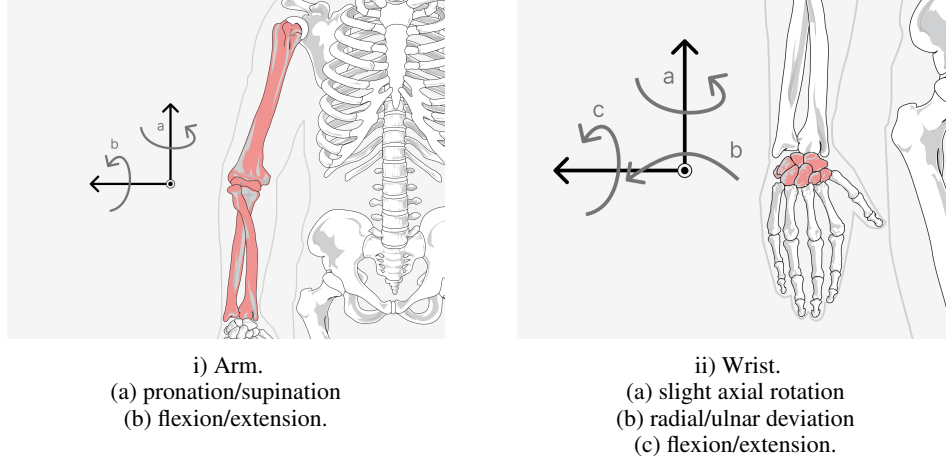 a
b
i) Arm.
(a) pronation/supination
(b) flexion/extension.
a
c
b
ii) Wrist.
(a) slight axial rotation
(b) radial/ulnar deviation
(c) flexion/extension.